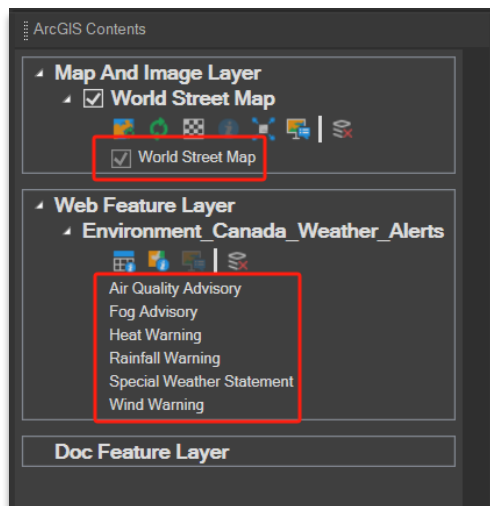 ArcGIS Contents
Map And Image Layer
World Street Map
World Street Map
Web Feature Layer
Environment_Canada_Weather_Alerts
Air Quality Advisory
Fog Advisory
Heat Warning
Rainfall Warning
Special Weather Statement
Wind Warning
Doc Feature Layer